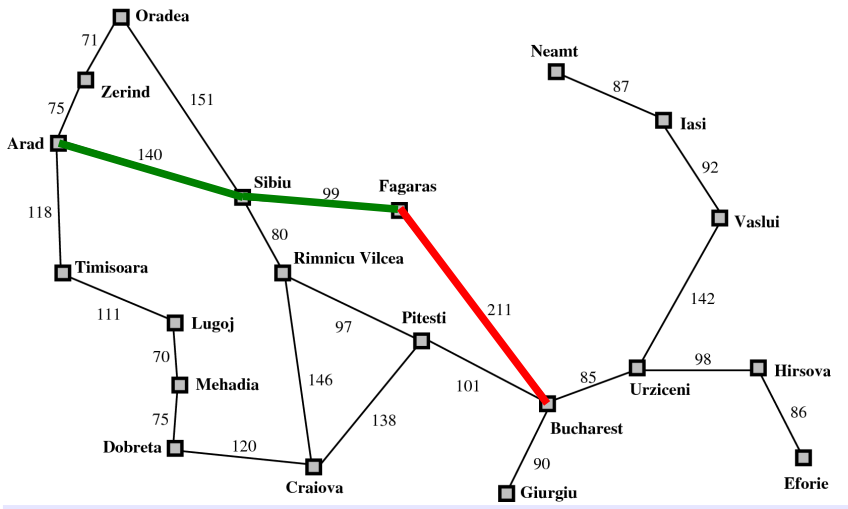 Oradea
71
Neamt
87
Zerind
151
75
Iasi
Arad
140
92
Sibiu
99
Fagaras
118
80
Vaslui
Timisoara
Rimnicu Vilcea
111
Lugoj
97
Pitesti
211
142
70
146
Mehadia
101
85
98
Hirsova
Urziceni
75
138
86
Dobreta
120
Bucharest
90
Craiova
Giurgiu
Eforie